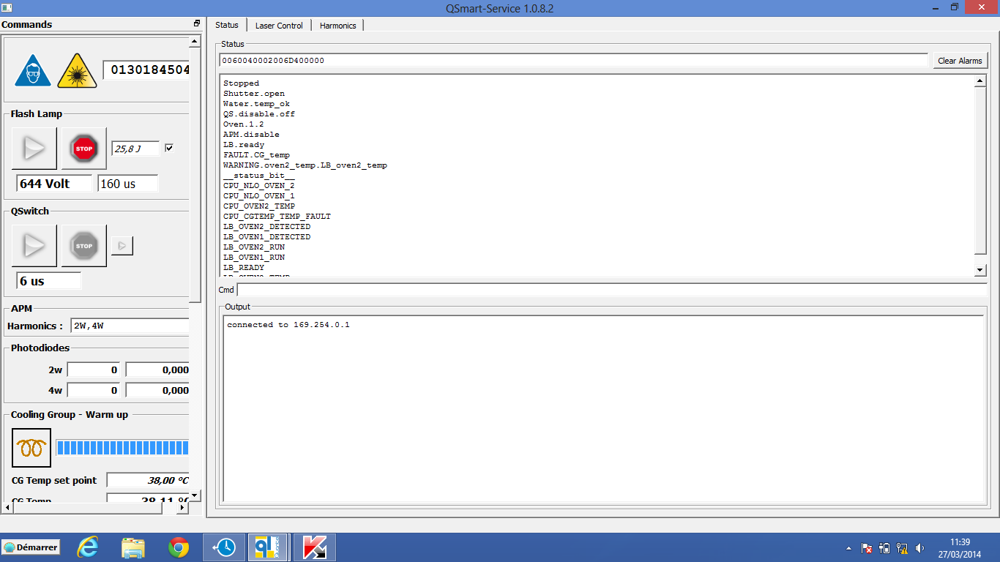 QSmart-Service 1.0.8.2
Commands
0130184504
Flash Lamp
STOP
25,8 J
644 Volt
160 us
QSwitch
STOP
6 us
APM
Harmonics :
2W,4W
Photodiodes
2w
0
0,000
4w
0
0,000
Cooling Group - Warm up
CG Temp set point
38,00 °C
CG Temp
38,11 °C
Status
Laser Control
Harmonics
Status
0060040002006D400000
Clear Alarms
Stopped
Shutter.open
Water.temp_ok
QS.disable.off
Oven.1.2
APM.disable
LB.ready
FAULT.CG_temp
WARNING.oven2_temp.LB_oven2_temp
__status_bit__
CPU_NLO_OVEN_2
CPU_NLO_OVEN_1
CPU_OVEN2_TEMP
CPU_CGTEMP_TEMP_FAULT
LB_OVEN2_DETECTED
LB_OVEN1_DETECTED
LB_OVEN2_RUN
LB_OVEN1_RUN
LB_READY
Cmd
Output
connected to 169.254.0.1
Démarrer
11:39
27/03/2014